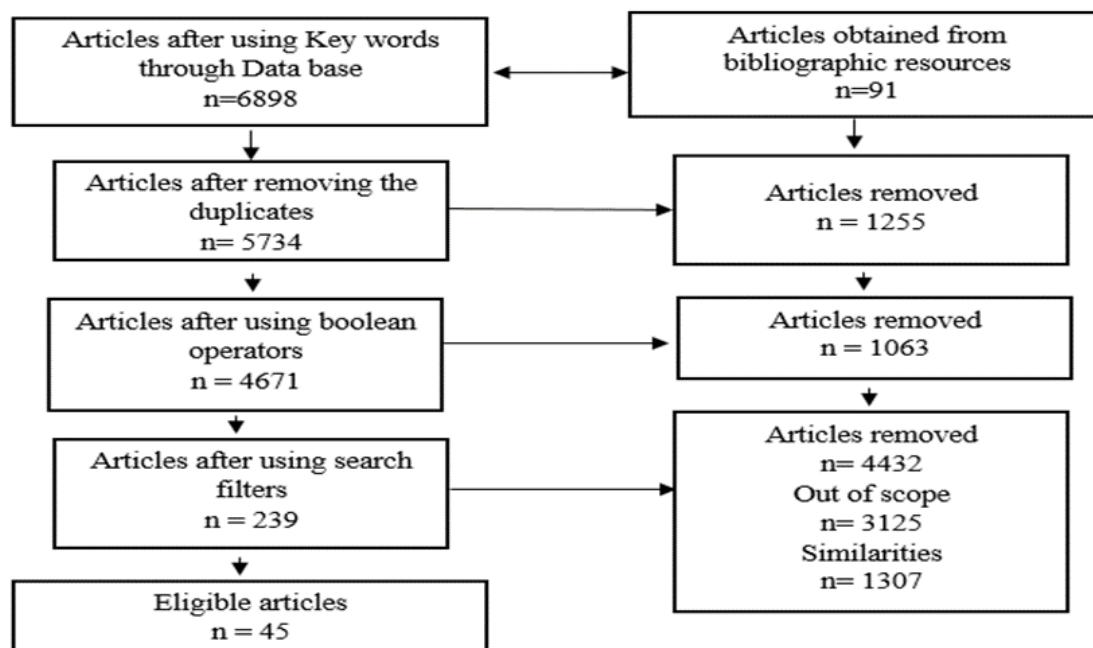 Articles after using Key words
through Data base
n=6898
Articles obtained from
bibliographic resources
n=91
Articles after removing the
duplicates
n= 5734
Articles removed
n = 1255
Articles after using boolean
operators
n = 4671
Articles removed
n = 1063
Articles after using search
filters
n = 239
Articles removed
n= 4432
Out of scope
n= 3125
Similarities
n= 1307
Eligible articles
n = 45